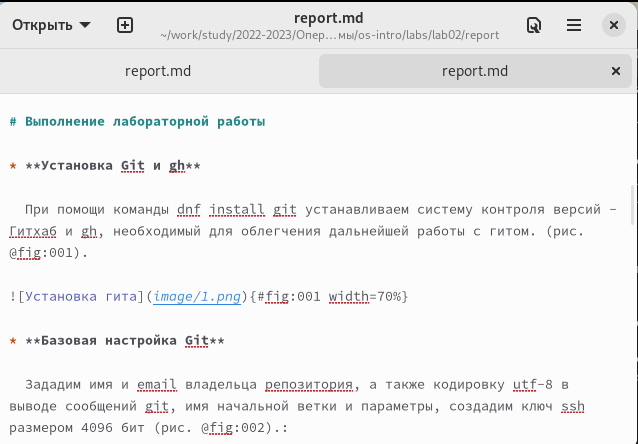 Открыть
report.md
~/work/study/2022-2023/Опер…мы/os-intro/labs/lab02/report
report.md
report.md
# Выполнение лабораторной работы
* **Установка Git и gh**
При помощи команды dnf install git устанавливаем систему контроля версий –
Гитхаб и gh, необходимый для облегчения дальнейшей работы с гитом. (рис.
@fig:001).
![Установка гита](image/1.png){#fig:001 width=70%}
* **Базовая настройка Git**
Зададим имя и email владельца репозитория, а также кодировку utf-8 в
выводе сообщений git, имя начальной ветки и параметры, создадим ключ ssh
размером 4096 бит (рис. @fig:002).: